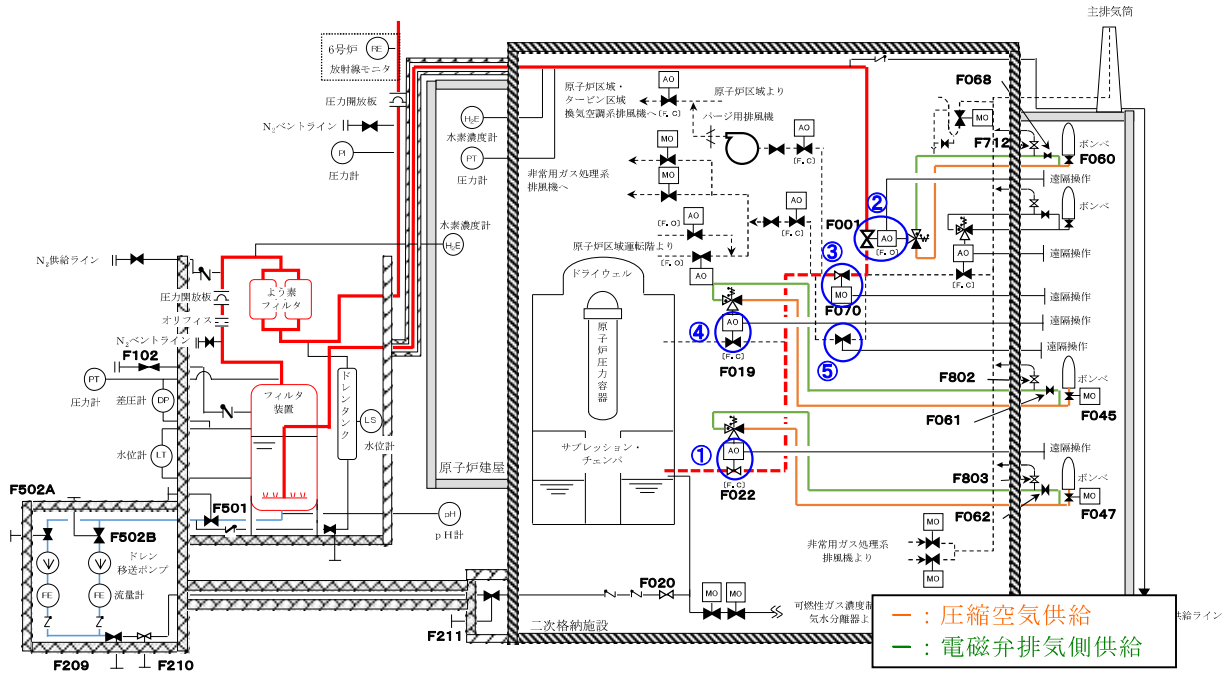 主排気筒
6号炉
RE
放射線モニタ
圧力開放板
N₂ベントライン
PI
圧力計
H₂E
水素濃度計
PT
圧力計
水素濃度計
H₂E
AO
原子炉区域・
タービン区域
換気空調系排風機へ
(F.C)
原子炉区域より
パージ用排風機
AO
(F.C)
MO
非常用ガス処理系
排風機へ
MO
AO
(F.C)
(F.O)
AO
原子炉区域運転階より
(F.O)
AO
F068
MO
F712
ボンベ
F060
遠隔操作
ボンベ
②
F001
AO
(F.O)
遠隔操作
AO
(F.C)
③
MO
F070
遠隔操作
④
AO
(F.C)
F019
遠隔操作
⑤
遠隔操作
F802
ボンベ
MO
F061
F045
①
AO
(F.C)
F022
遠隔操作
ボンベ
F803
MO
F062
F047
ドライウェル
原子炉圧力容器
サプレッション・
チェンバ
N₂供給ライン
圧力開放板
よう素
フィルタ
オリフィス
N₂ベントライン
F102
PT
圧力計
差圧計
DP
フィルタ
装置
ドレンタンク
LS
水位計
水位計
LT
原子炉建屋
F502A
F501
pH
pH計
F502B
ドレン
移送ポンプ
FE
FE
流量計
F209
F210
F211
F020
MO
MO
二次格納施設
MO
非常用ガス処理系
排風機より
MO
可燃性ガス濃度制
気水分離器よ
供給ライン
ー：圧縮空気供給
ー：電磁弁排気側供給